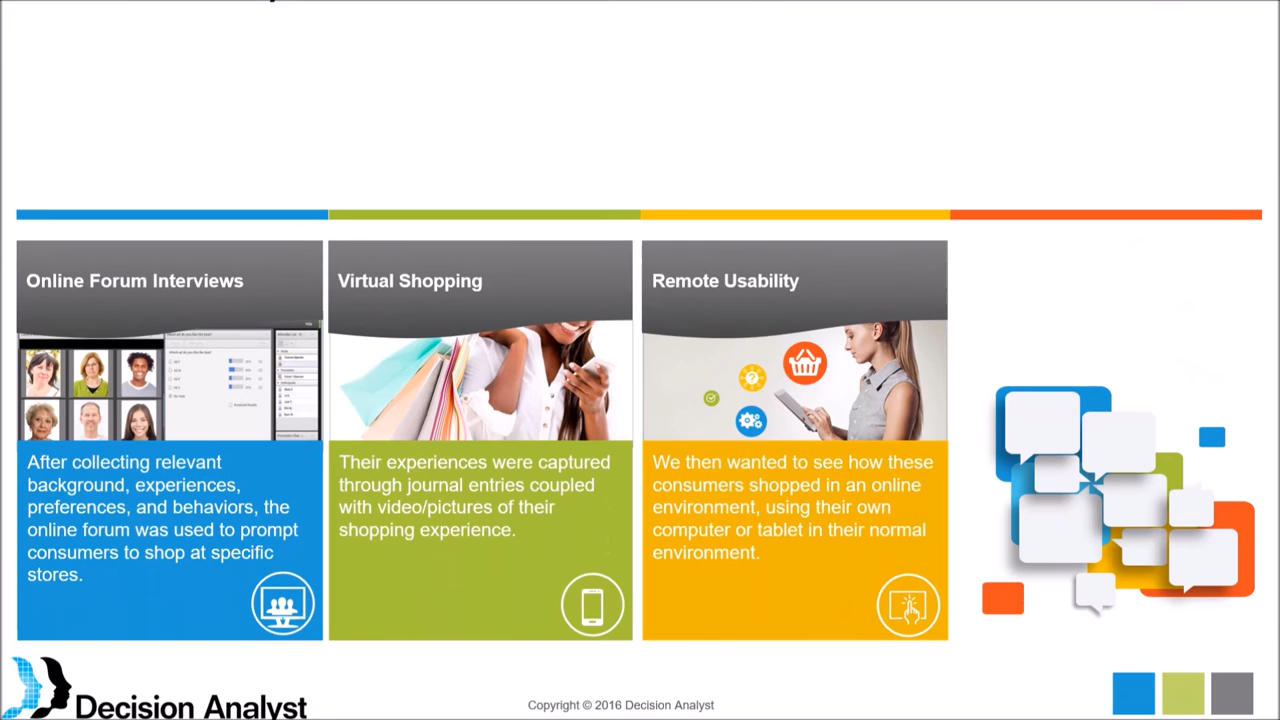 Online Forum Interviews
After collecting relevant
background, experiences,
preferences, and behaviors, the
online forum was used to prompt
consumers to shop at specific
stores.
Virtual Shopping
Their experiences were captured
through journal entries coupled
with video/pictures of their
shopping experience.
Remote Usability
We then wanted to see how these
consumers shopped in an online
environment, using their own
computer or tablet in their normal
environment.
Decision Analyst
Copyright © 2016 Decision Analyst